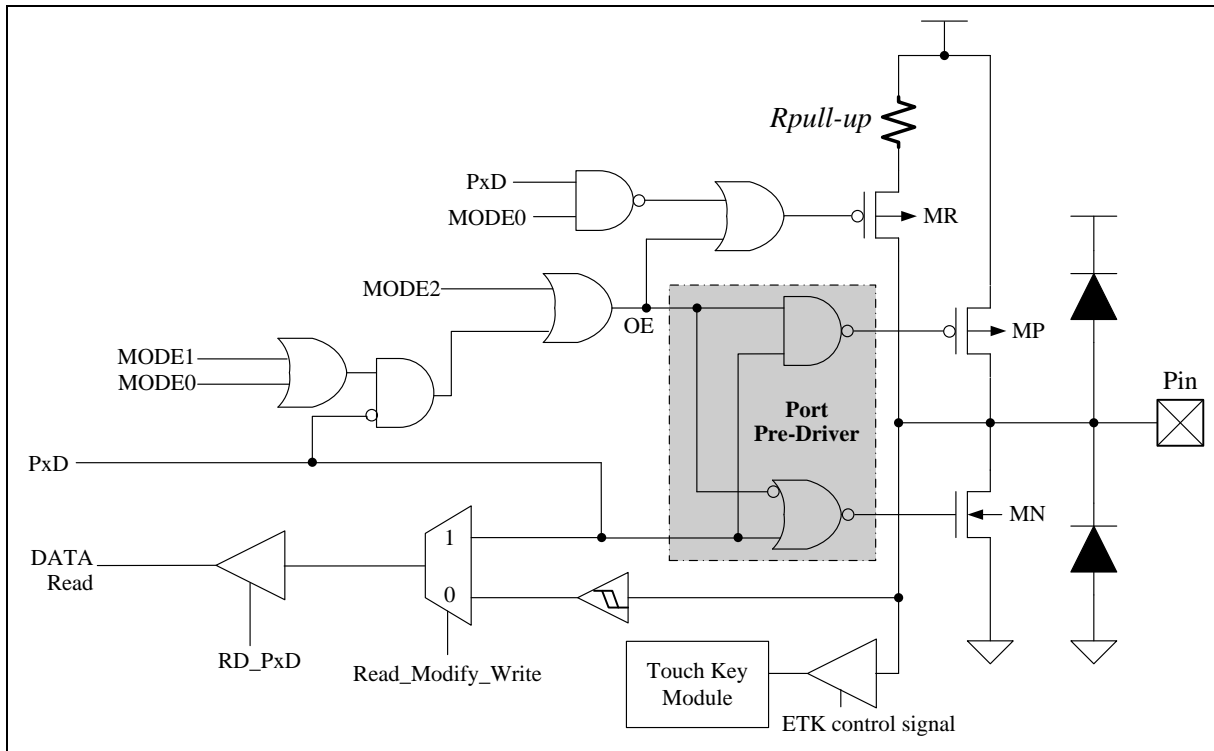 Rpull-up
PxD
MODE0
MR
MODE2
OE
MP
MODE1
MODE0
Pin
Port
Pre-Driver
PxD
MN
1
DATA
Read
0
RD_PxD
Read_Modify_Write
Touch Key
Module
ETK control signal